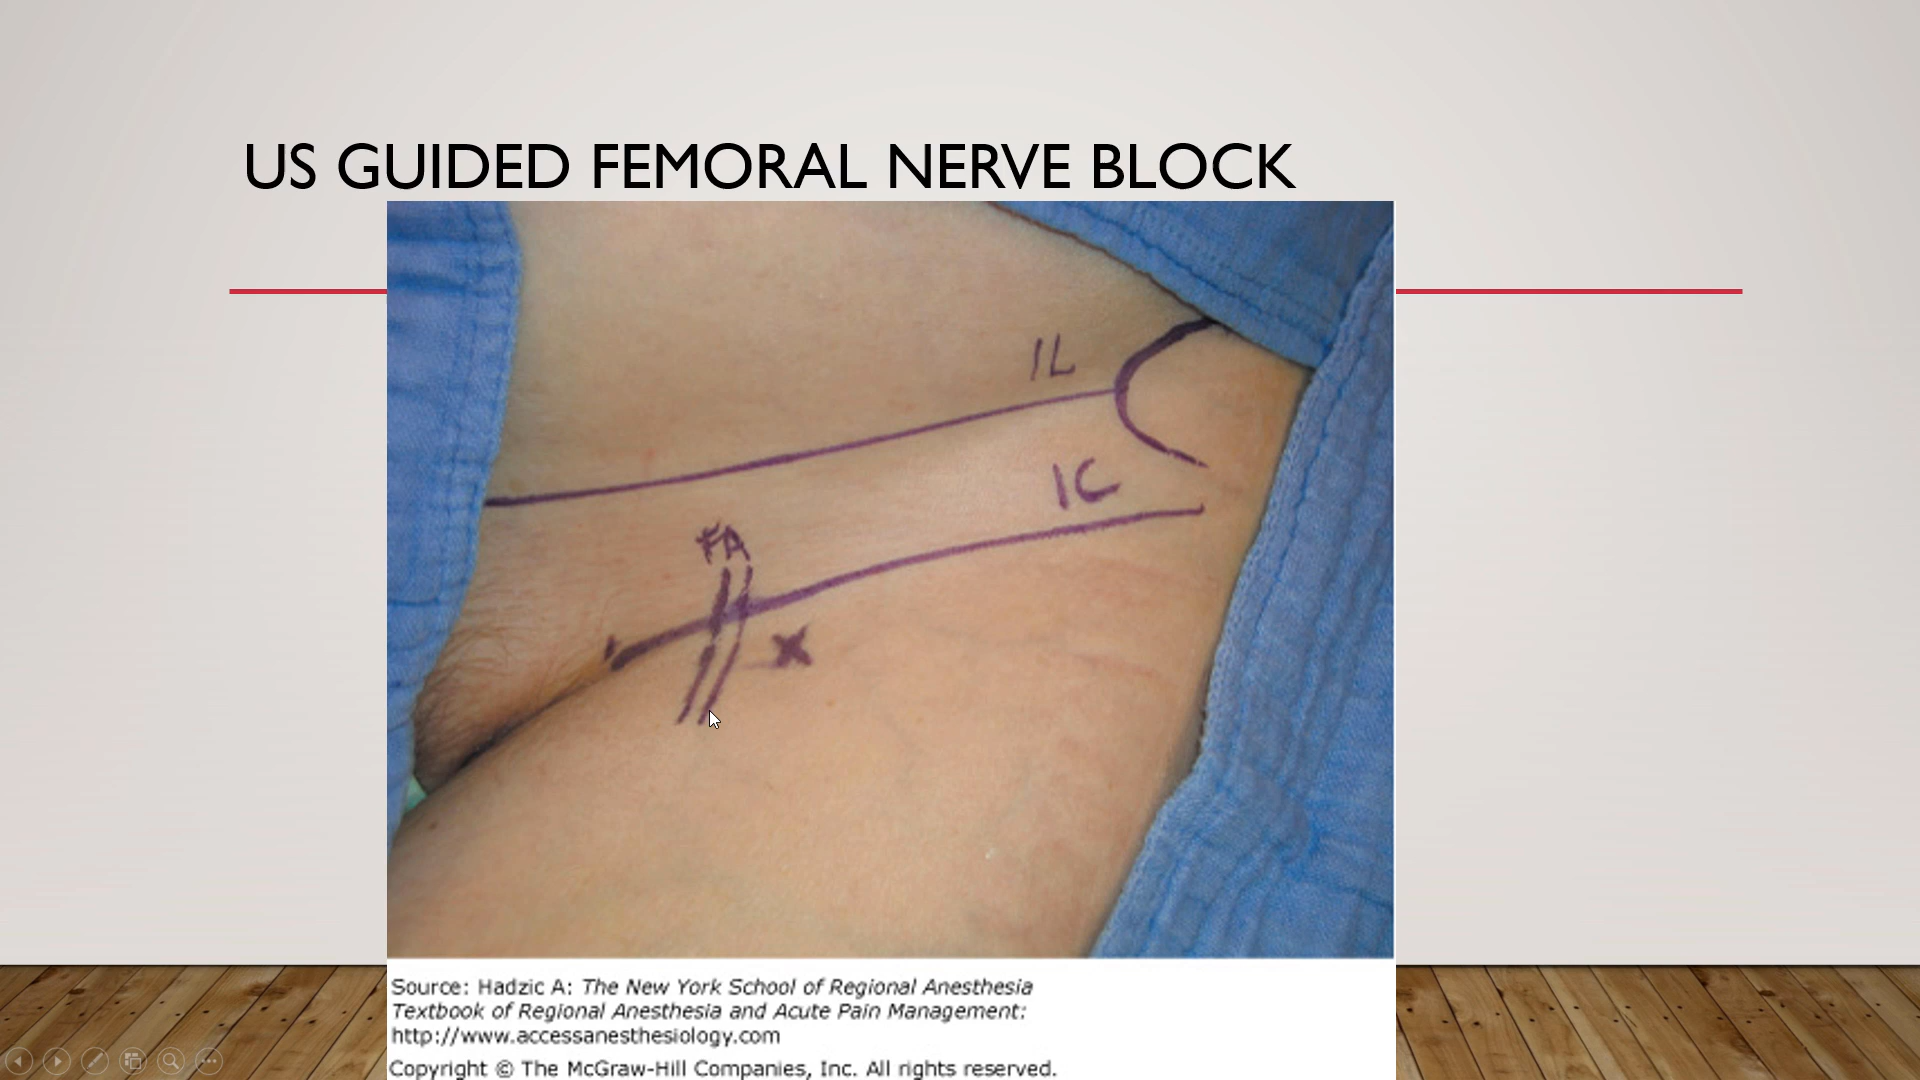 US GUIDED FEMORAL NERVE BLOCK
IL
IC
FA
X
Source: Hadzic A: The New York School of Regional Anesthesia
Textbook of Regional Anesthesia and Acute Pain Management:
http://www.accessanesthesiology.com
Copyright © The McGraw-Hill Companies, Inc. All rights reserved.